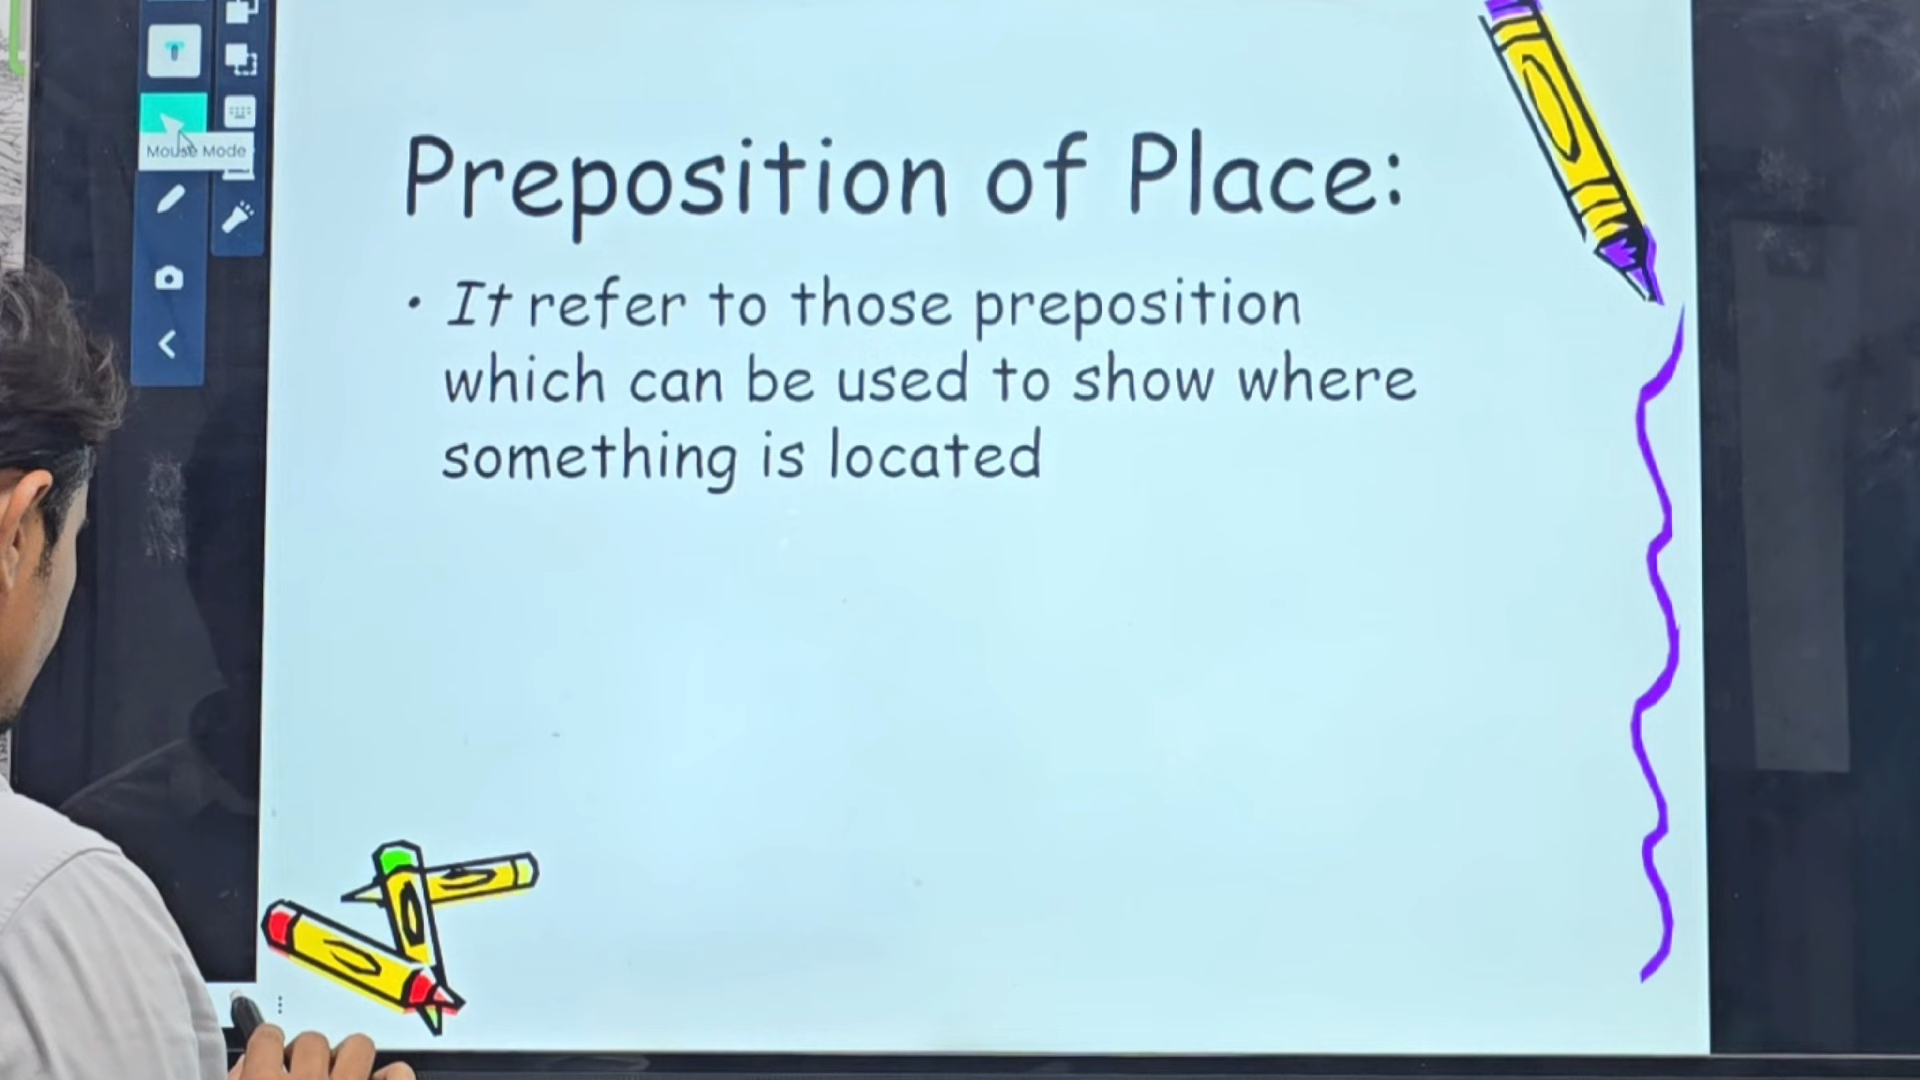 Mouse Mode
Preposition of Place:
• It refer to those preposition
which can be used to show where
something is located